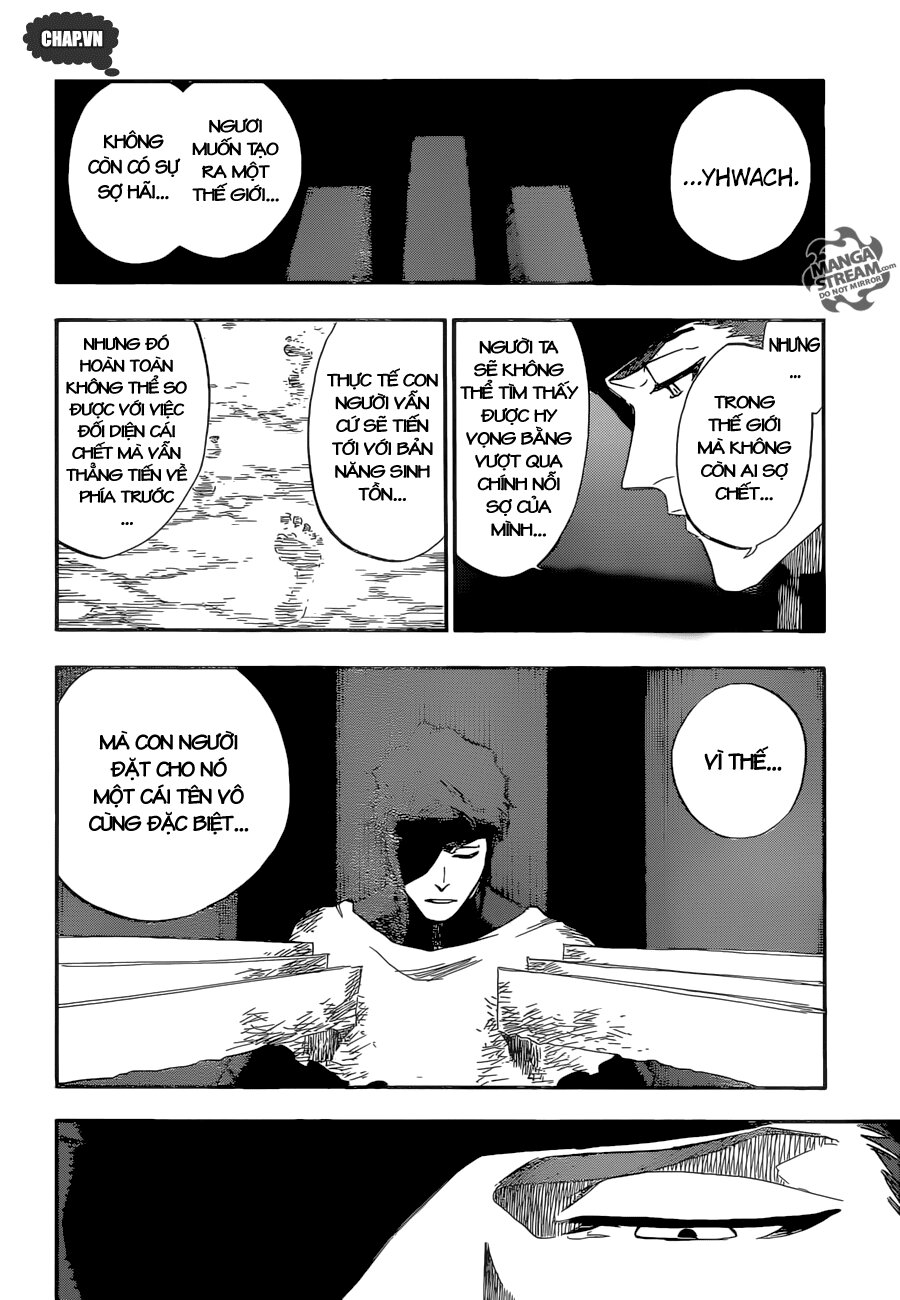 CHAP.VN
...YHWACH.
NGƯƠI
MUỐN TẠO
RA MỘT
THẾ GIỚI...
KHÔNG
CÒN CÓ SỰ
SỢ HÃI...
MANGA
STREAM.com
DO NOT MIRROR
NHƯNG
...
TRONG
THẾ GIỚI
MÀ KHÔNG
CÒN AI SỢ
CHẾT...
NGƯỜI TA
SẼ KHÔNG
THỂ TÌM THẤY
ĐƯỢC HY
VỌNG BẰNG
VƯỢT QUA
CHÍNH NỖI
SỢ CỦA
MÌNH...
THỰC TẾ CON
NGƯỜI VẪN
CỨ SẼ TIẾN
TỚI VỚI BẢN
NĂNG SINH
TỒN...
NHƯNG ĐÓ
HOÀN TOÀN
KHÔNG THỂ SO
ĐƯỢC VỚI VIỆC
ĐỐI DIỆN CÁI
CHẾT MÀ VẪN
THẲNG TIẾN VỀ
PHÍA TRƯỚC
...
VÌ THẾ...
MÀ CON NGƯỜI
ĐẶT CHO NÓ
MỘT CÁI TÊN VÔ
CÙNG ĐẶC BIỆT...